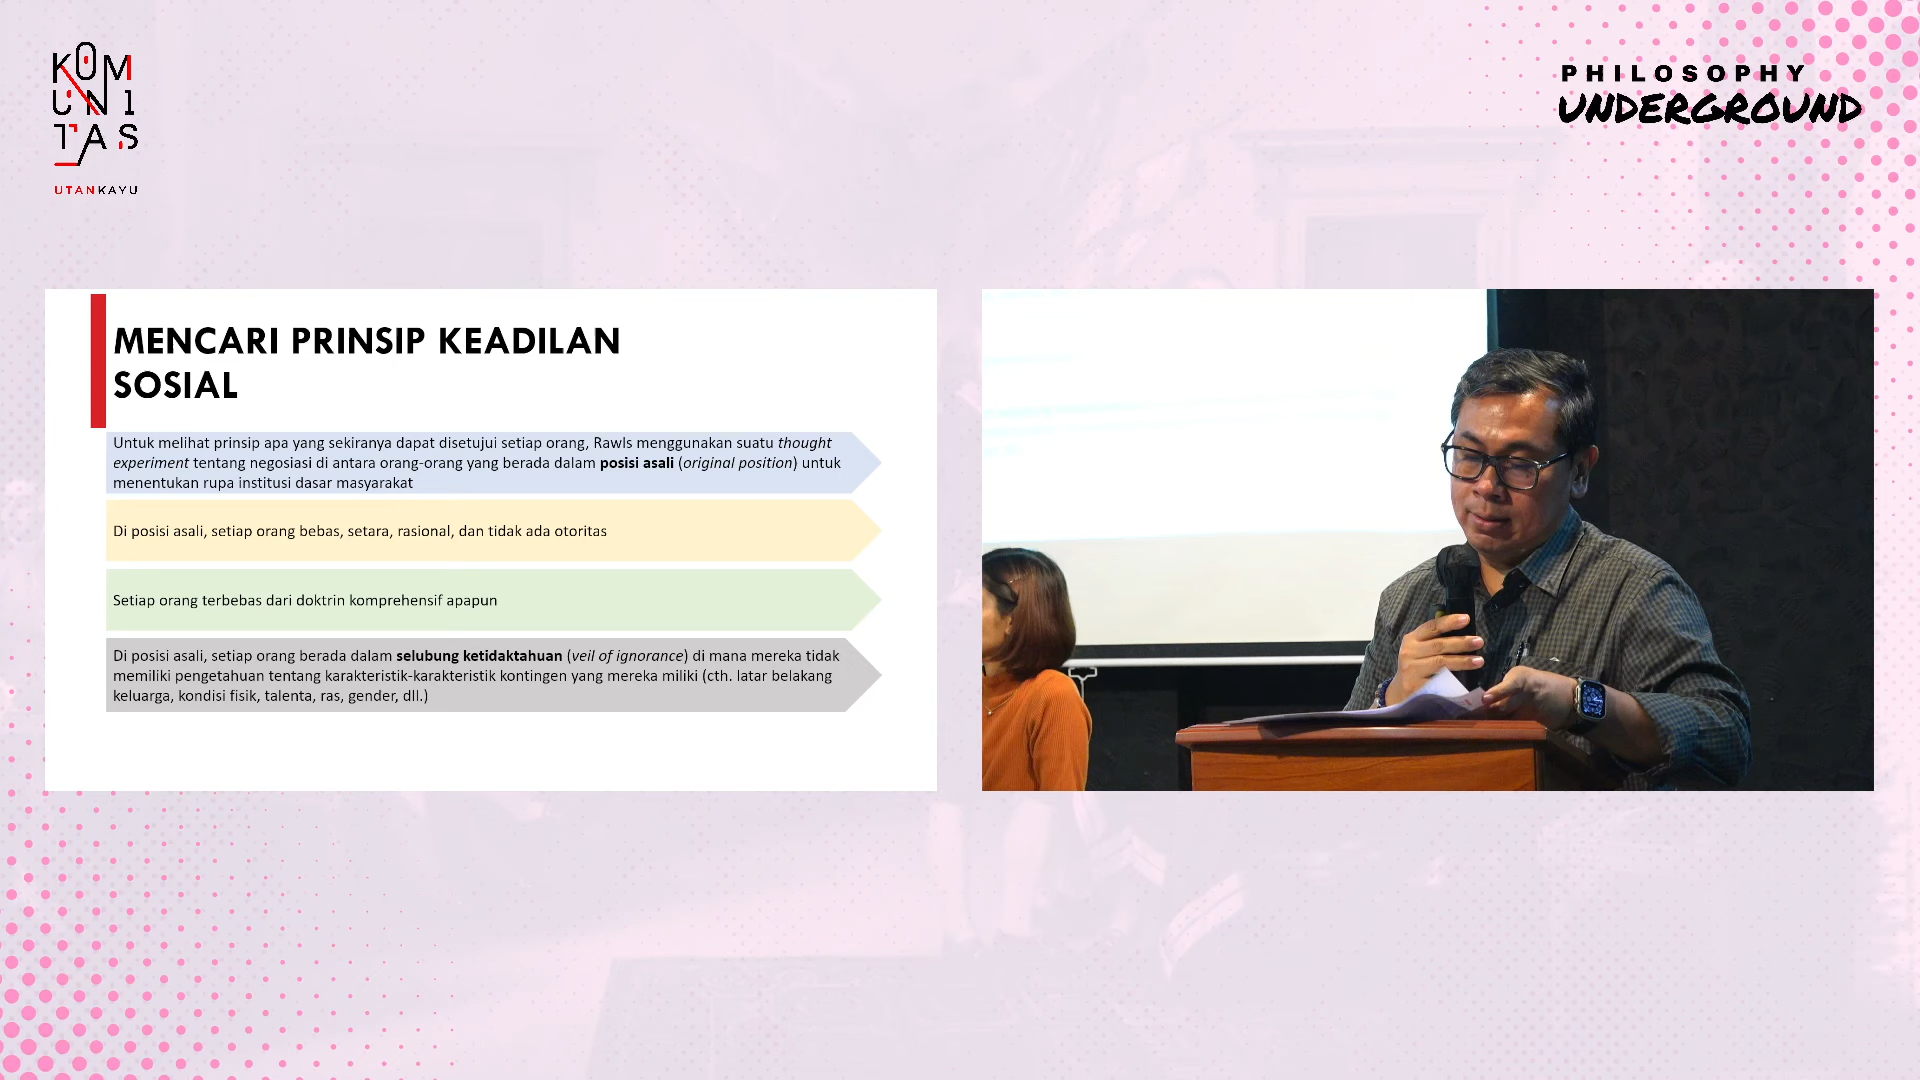 KOM
UNI
TAS
UTANKAYU
PHILOSOPHY
UNDERGROUND
MENCARI PRINSIP KEADILAN
SOSIAL
Untuk melihat prinsip apa yang sekiranya dapat disetujui setiap orang, Rawls menggunakan suatu thought
experiment tentang negosiasi di antara orang-orang yang berada dalam posisi asali (original position) untuk
menentukan rupa institusi dasar masyarakat
Di posisi asali, setiap orang bebas, setara, rasional, dan tidak ada otoritas
Setiap orang terbebas dari doktrin komprehensif apapun
Di posisi asali, setiap orang berada dalam selubung ketidaktahuan (veil of ignorance) di mana mereka tidak
memiliki pengetahuan tentang karakteristik-karakteristik kontingen yang mereka miliki (cth. latar belakang
keluarga, kondisi fisik, talenta, ras, gender, dll.)